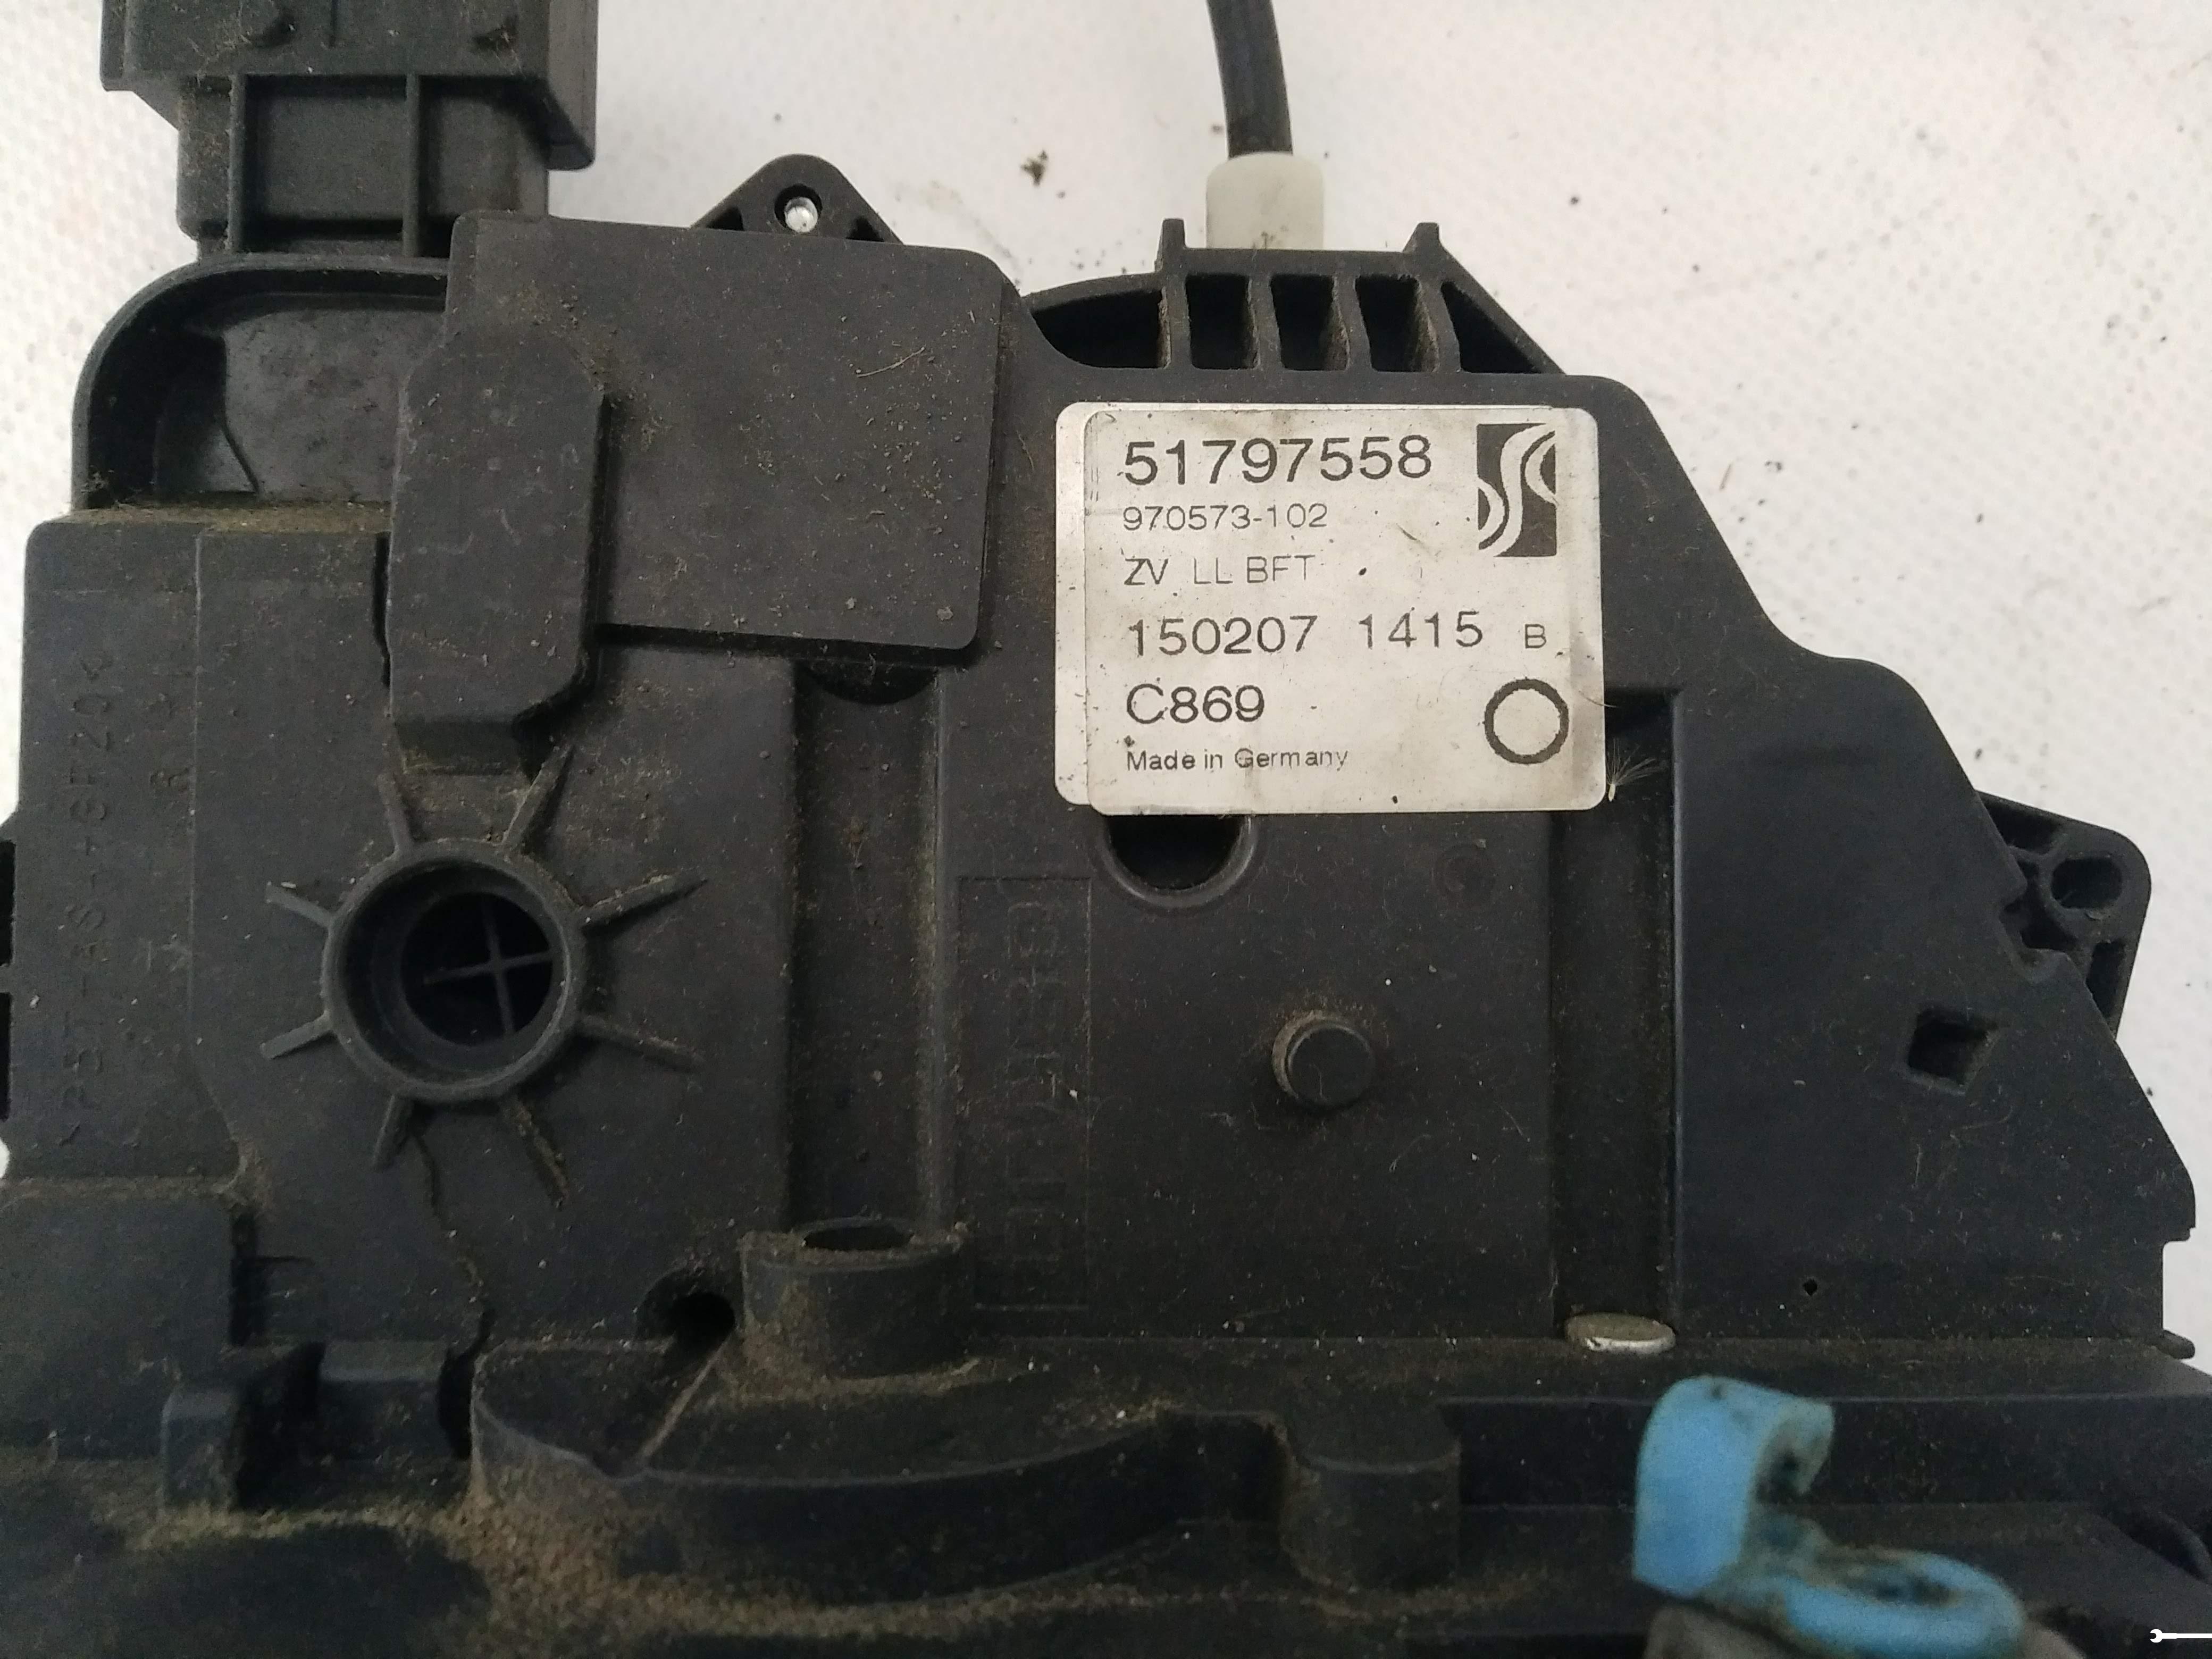 51797558
970573-102
ZV LL BFT
150207 1415 B
C869
Made in Germany